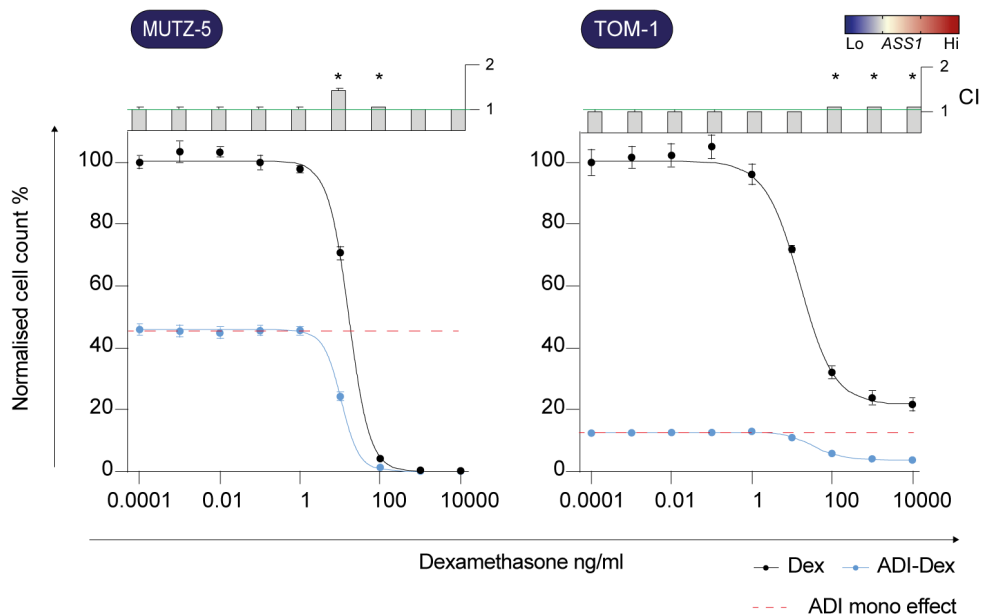 MUTZ-5
TOM-1
Lo ASS1 Hi
* *
2
1
* * *
2
1
CI
Normalised cell count %
100
80
60
40
20
0
0.0001 0.01 1 100 10000
100
80
60
40
20
0
0.0001 0.01 1 100 10000
Dexamethasone ng/ml
Dex ADI-Dex
ADI mono effect